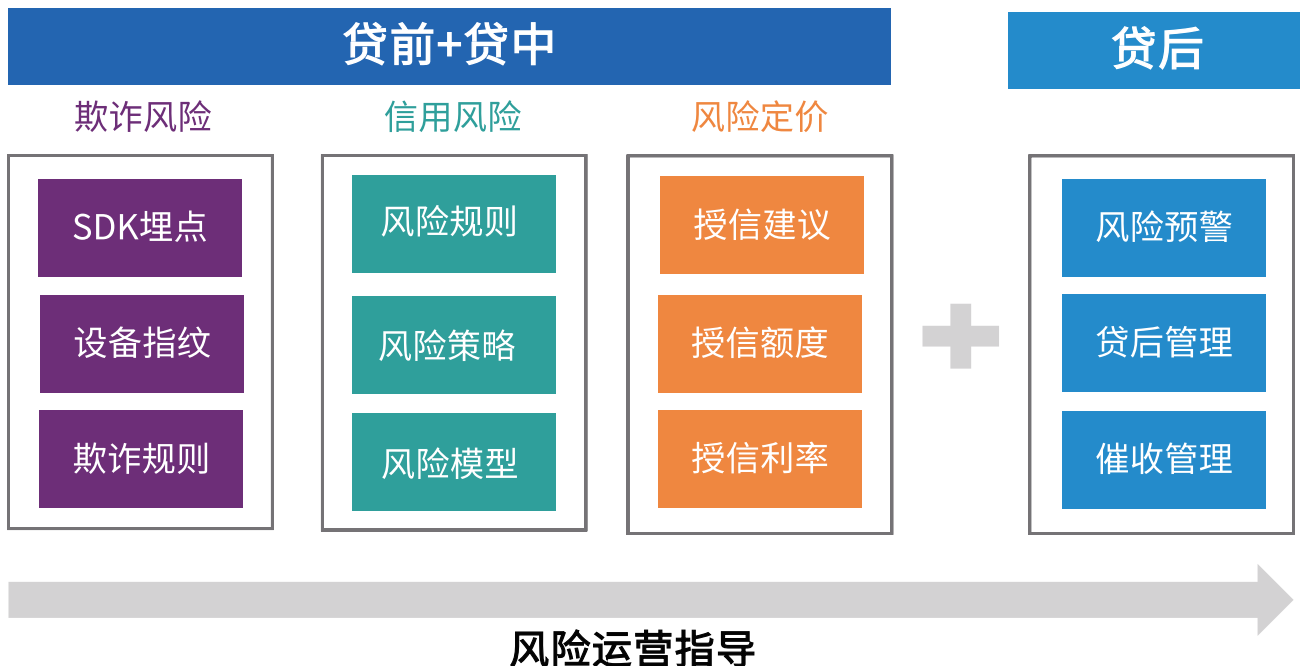 贷前+贷中
贷后
欺诈风险
信用风险
风险定价
SDK埋点
设备指纹
欺诈规则
风险规则
风险策略
风险模型
授信建议
授信额度
授信利率
风险预警
贷后管理
催收管理
风险运营指导